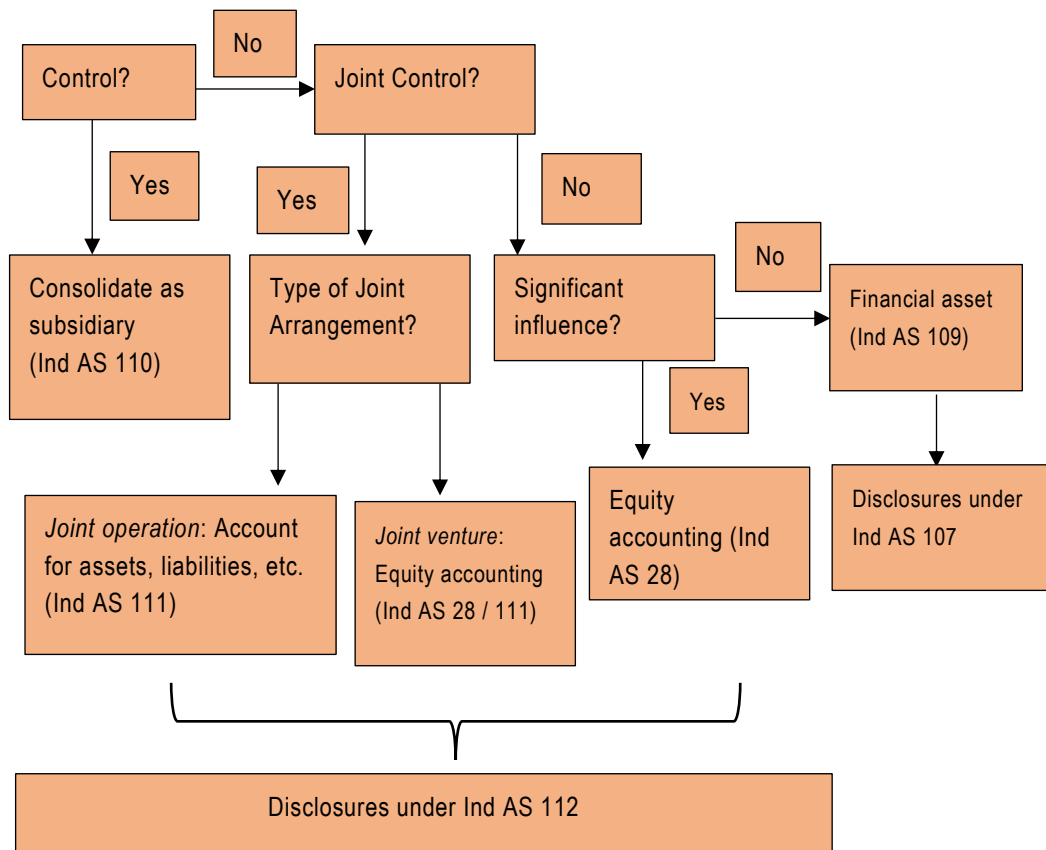 No
Control?
Joint Control?
Yes
Yes
No
No
Consolidate as
subsidiary
(Ind AS 110)
Type of Joint
Arrangement?
Significant
influence?
Financial asset
(Ind AS 109)
Yes
Joint operation: Account
for assets, liabilities, etc.
(Ind AS 111)
Joint venture:
Equity accounting
(Ind AS 28 / 111)
Equity
accounting (Ind
AS 28)
Disclosures under
Ind AS 107
Disclosures under Ind AS 112